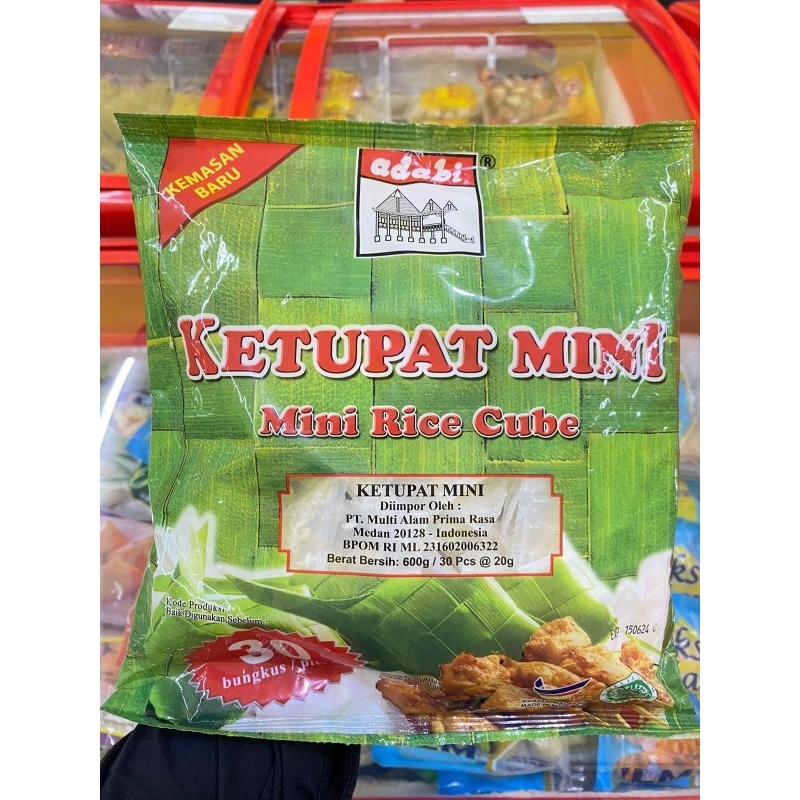 KEMASAN
BARU
adabi ®
KETUPAT MINI
Mini Rice Cube
KETUPAT MINI
Diimpor Oleh :
PT. Multi Alam Prima Rasa
Medan 20128 - Indonesia
BPOM RI ML 231602006322
Berat Bersih: 600g / 30 Pcs @ 20g
Kode Produksi
Baik Digunakan Sebelum :
150624 C
30
bungkus /